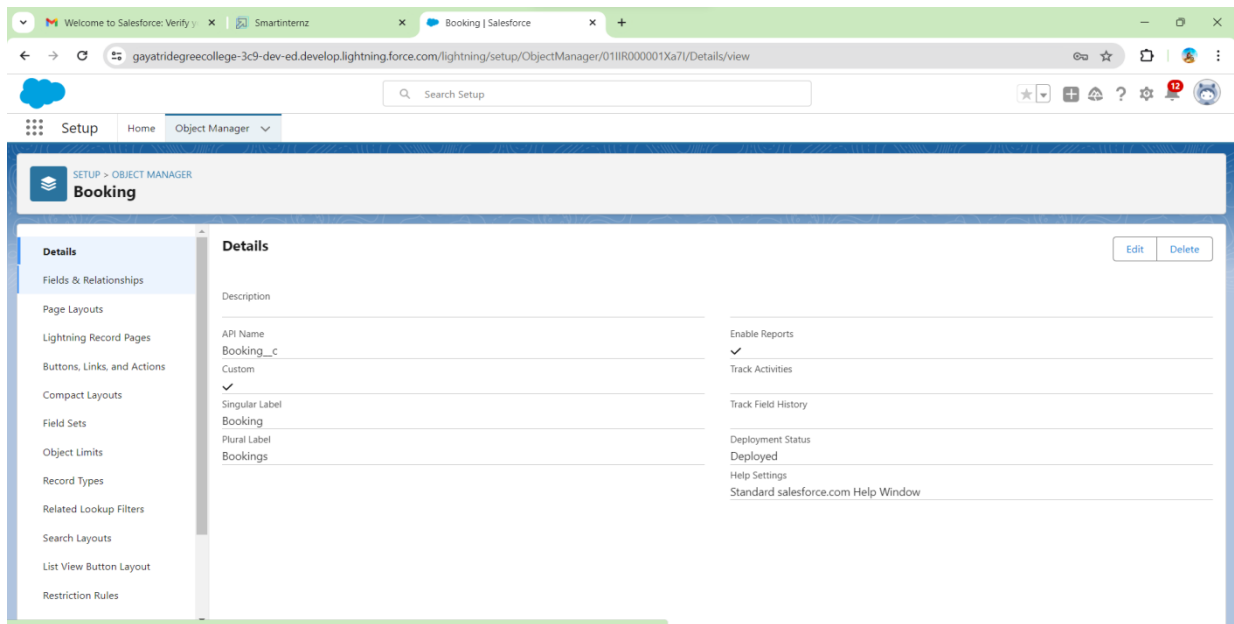 Welcome to Salesforce: Verify y
Smartinternz
Booking | Salesforce
gayatridegreecollege-3c9-dev-ed.develop.lightning.force.com/lightning/setup/ObjectManager/01IIR000001Xa7I/Details/view
Search Setup
12
Setup
Home
Object Manager
SETUP > OBJECT MANAGER
Booking
Details
Fields & Relationships
Page Layouts
Lightning Record Pages
Buttons, Links, and Actions
Compact Layouts
Field Sets
Object Limits
Record Types
Related Lookup Filters
Search Layouts
List View Button Layout
Restriction Rules
Details
Edit
Delete
Description
API Name
Booking__c
Custom
Singular Label
Booking
Plural Label
Bookings
Enable Reports
Track Activities
Track Field History
Deployment Status
Deployed
Help Settings
Standard salesforce.com Help Window